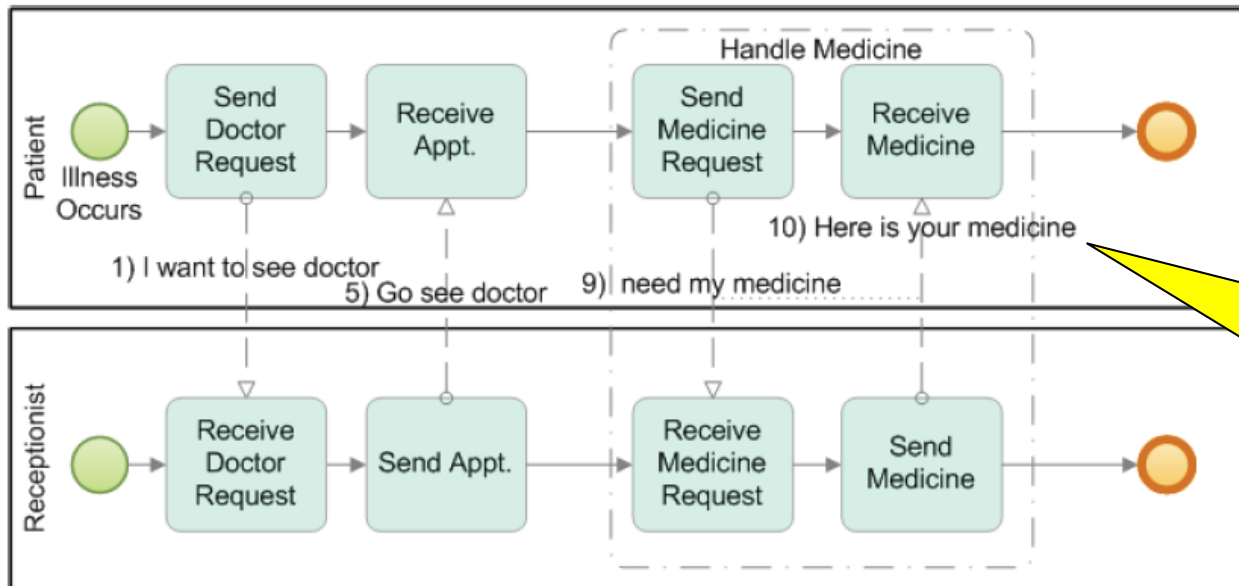 Patient
Illness
Occurs
Send
Doctor
Request
Receive
Appt.
Handle Medicine
Send
Medicine
Request
Receive
Medicine
1) I want to see doctor
5) Go see doctor
9) I need my medicine
10) Here is your medicine
Receptionist
Receive
Doctor
Request
Send Appt.
Receive
Medicine
Request
Send
Medicine